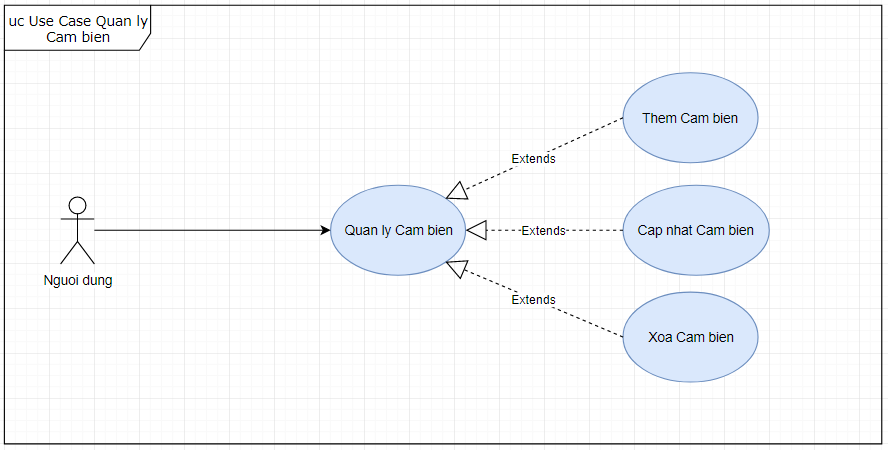 uc Use Case Quan ly
Cam bien
Them Cam bien
Extends
Nguoi dung
Quan ly Cam bien
Extends
Cap nhat Cam bien
Extends
Xoa Cam bien